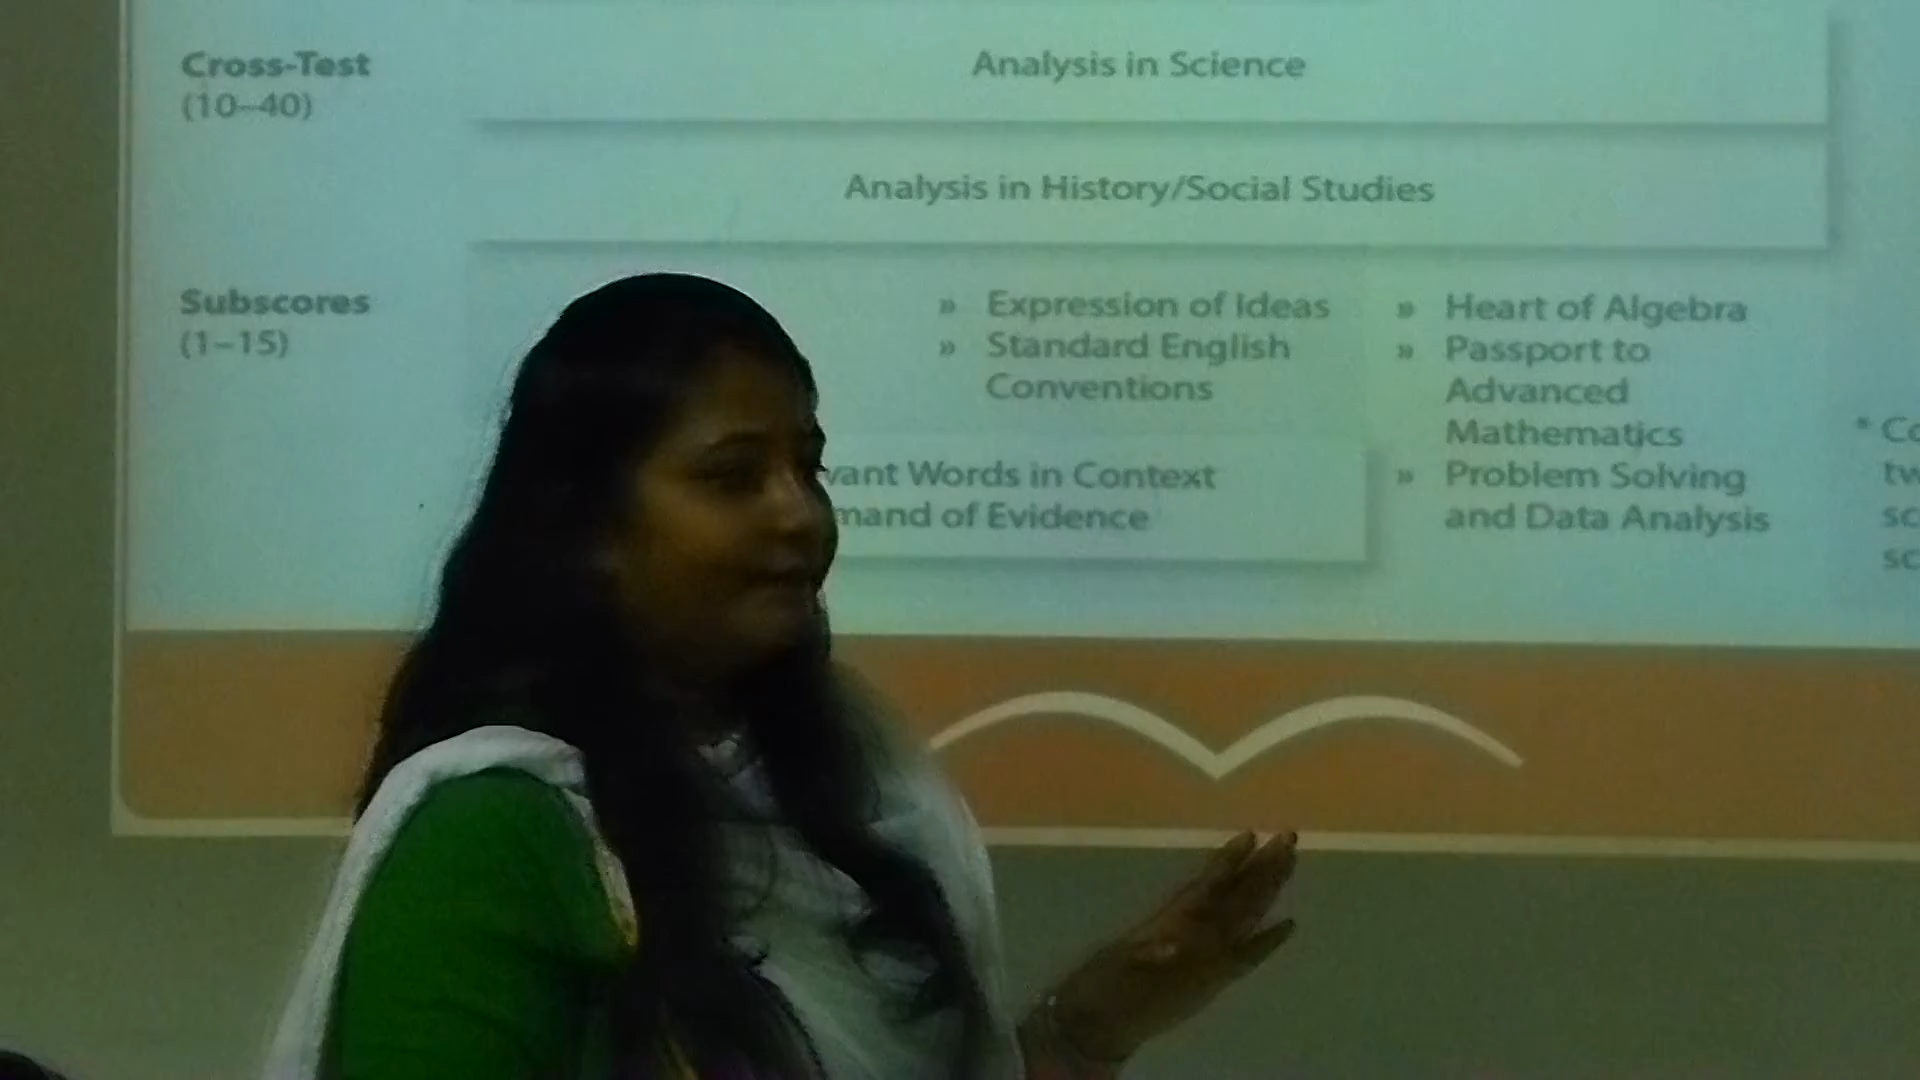 Cross-Test
(10–40)
Analysis in Science
Analysis in History/Social Studies
Subscores
(1–15)
» Expression of Ideas
» Standard English
Conventions
» Heart of Algebra
» Passport to
Advanced
Mathematics
» Problem Solving
and Data Analysis
Words in Context
of Evidence
*